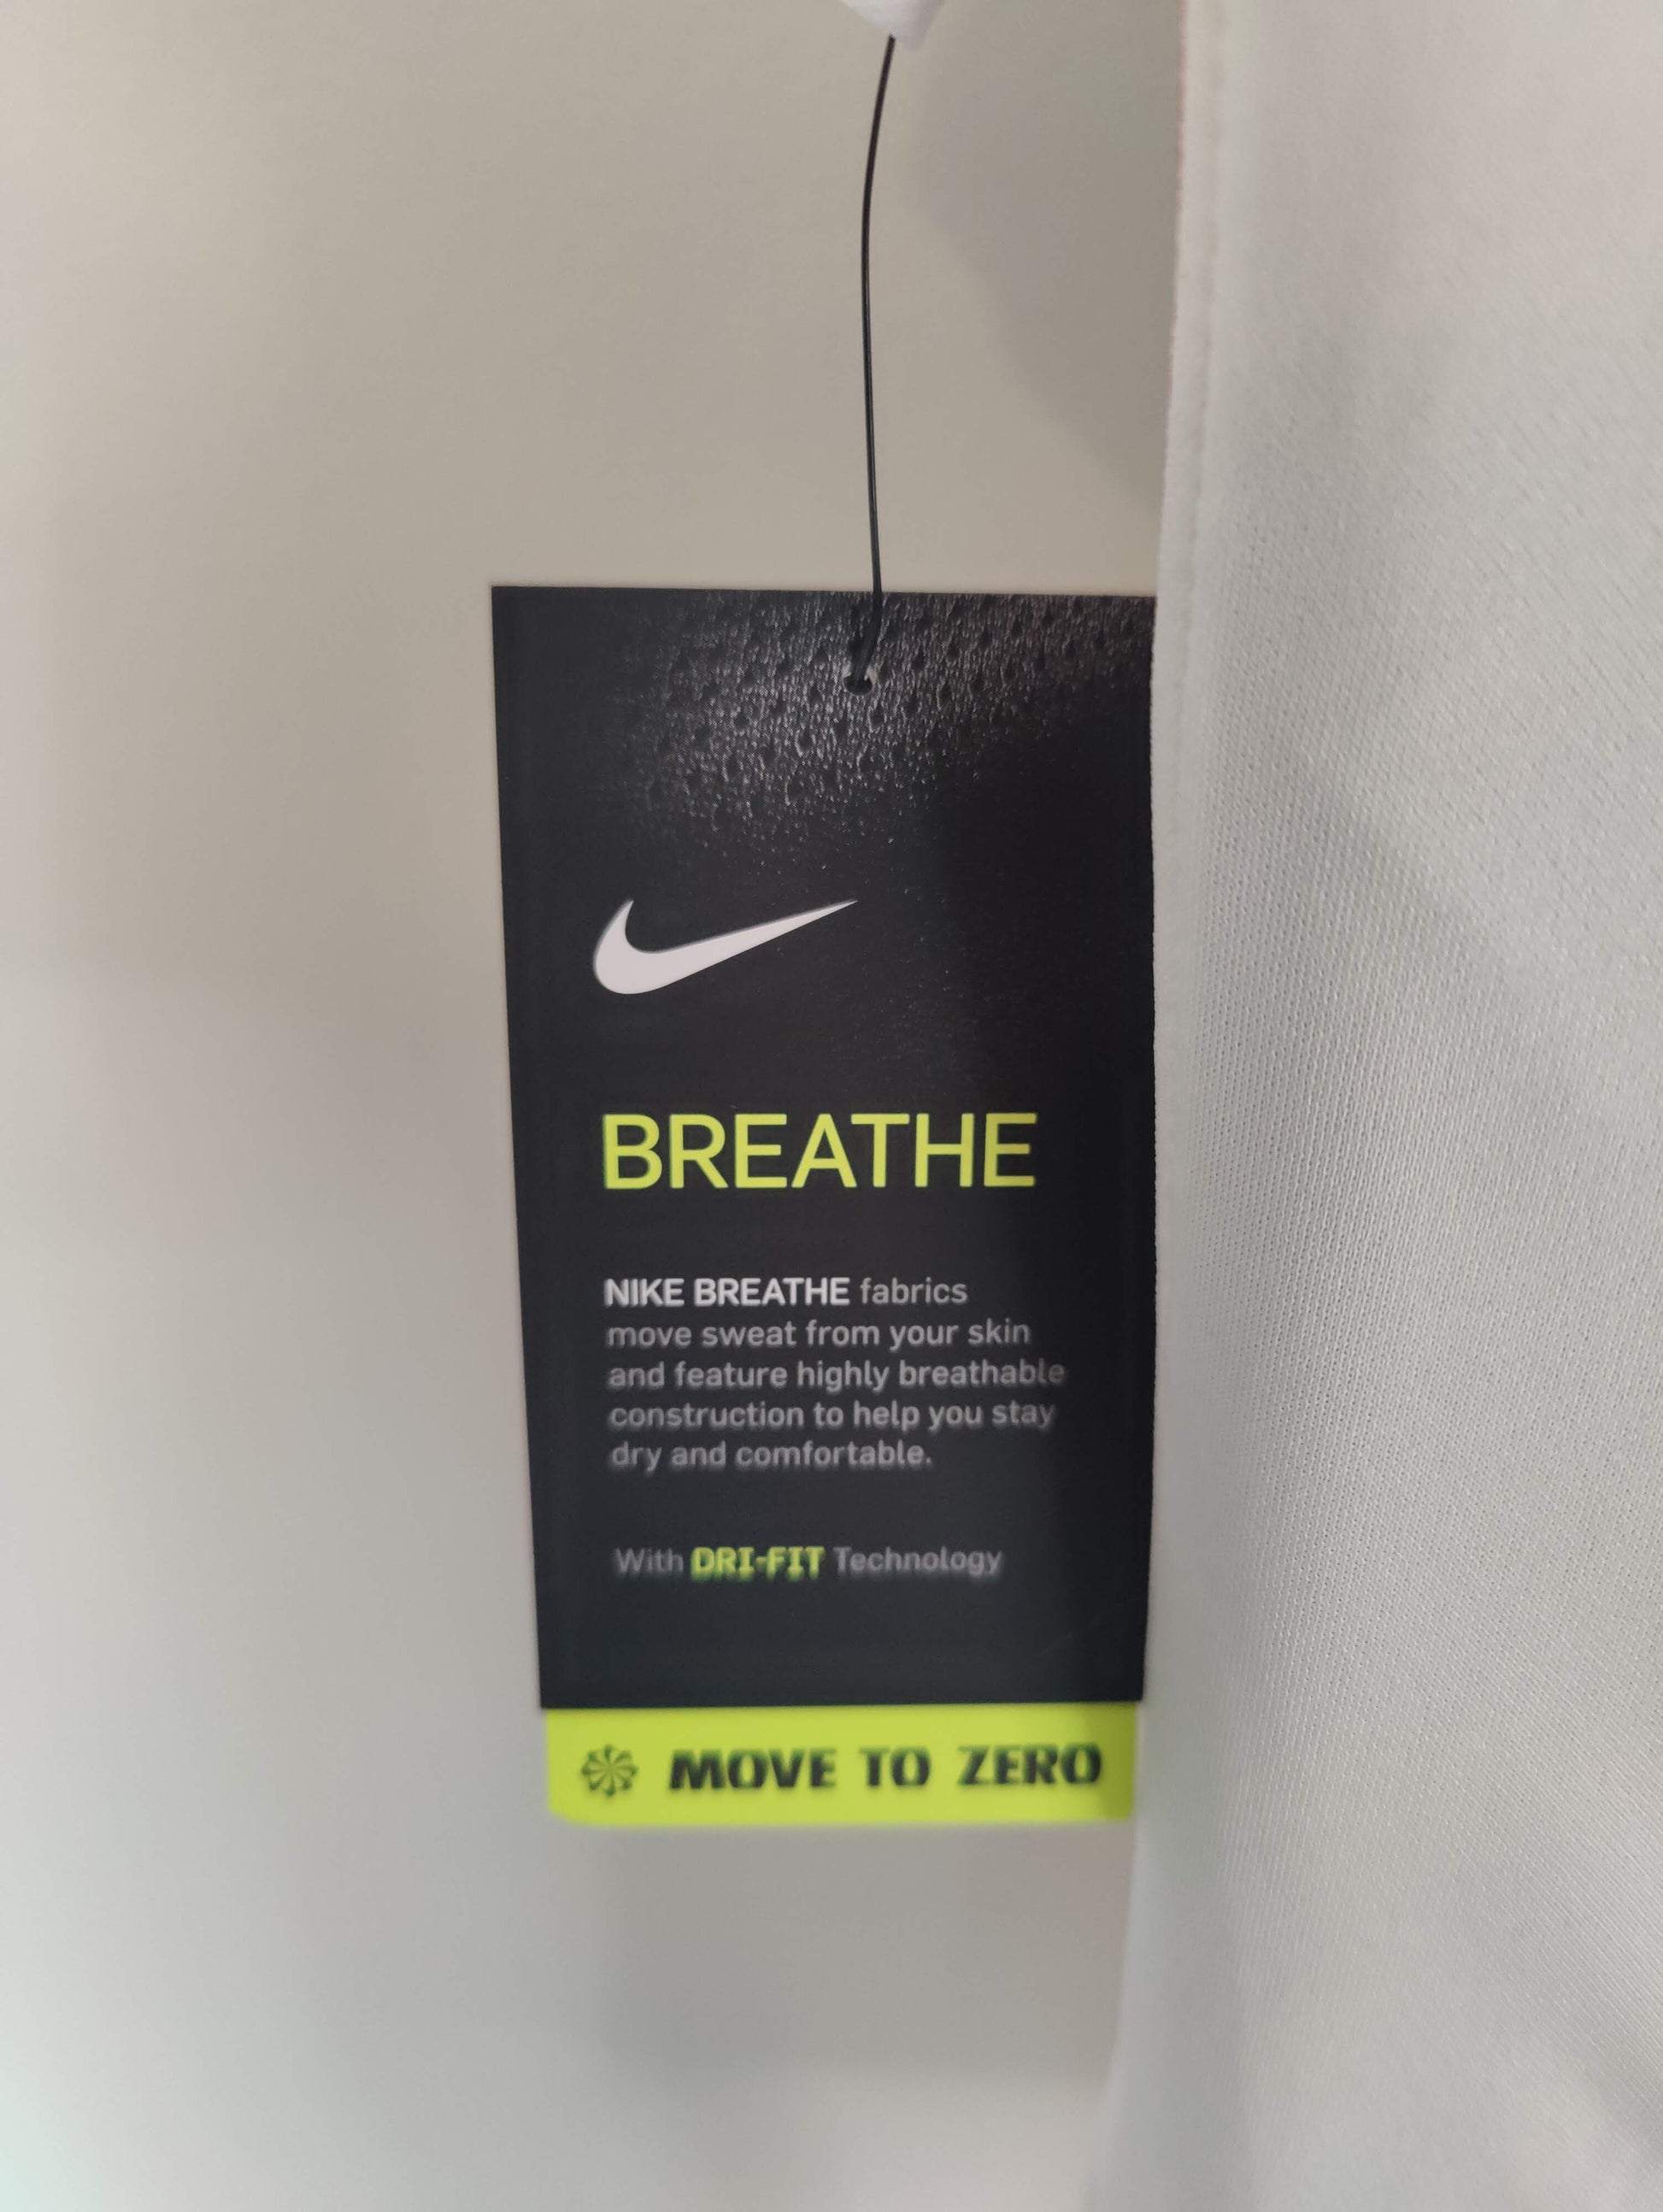 BREATHE
NIKE BREATHE fabrics
move sweat from your skin
and feature highly breathable
construction to help you stay
dry and comfortable.
With DRI-FIT Technology
MOVE TO ZERO